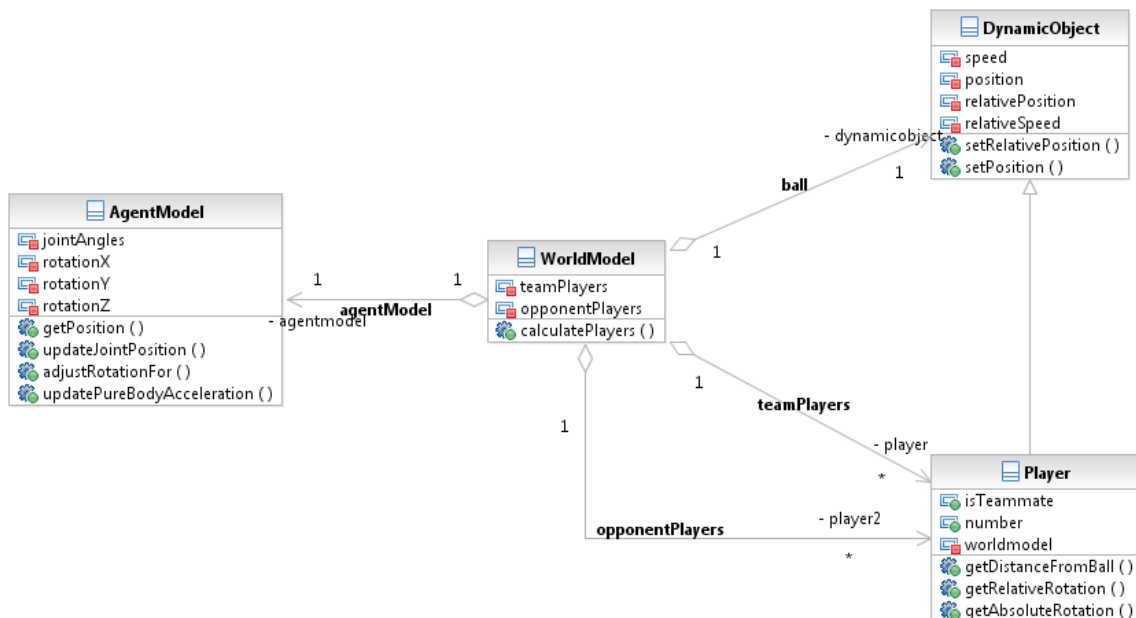 DynamicObject
speed
position
relativePosition
relativeSpeed
setRelativePosition ( )
setPosition ( )
- dynamicobject
1
ball
1
AgentModel
jointAngles
rotationX
rotationY
rotationZ
getPosition ( )
updateJointPosition ( )
adjustRotationFor ( )
updatePureBodyAcceleration ( )
1
1
agentModel
- agentmodel
WorldModel
teamPlayers
opponentPlayers
calculatePlayers ( )
1
teamPlayers
- player
*
1
opponentPlayers
- player2
*
Player
isTeammate
number
worldmodel
getDistanceFromBall ( )
getRelativeRotation ( )
getAbsoluteRotation ( )